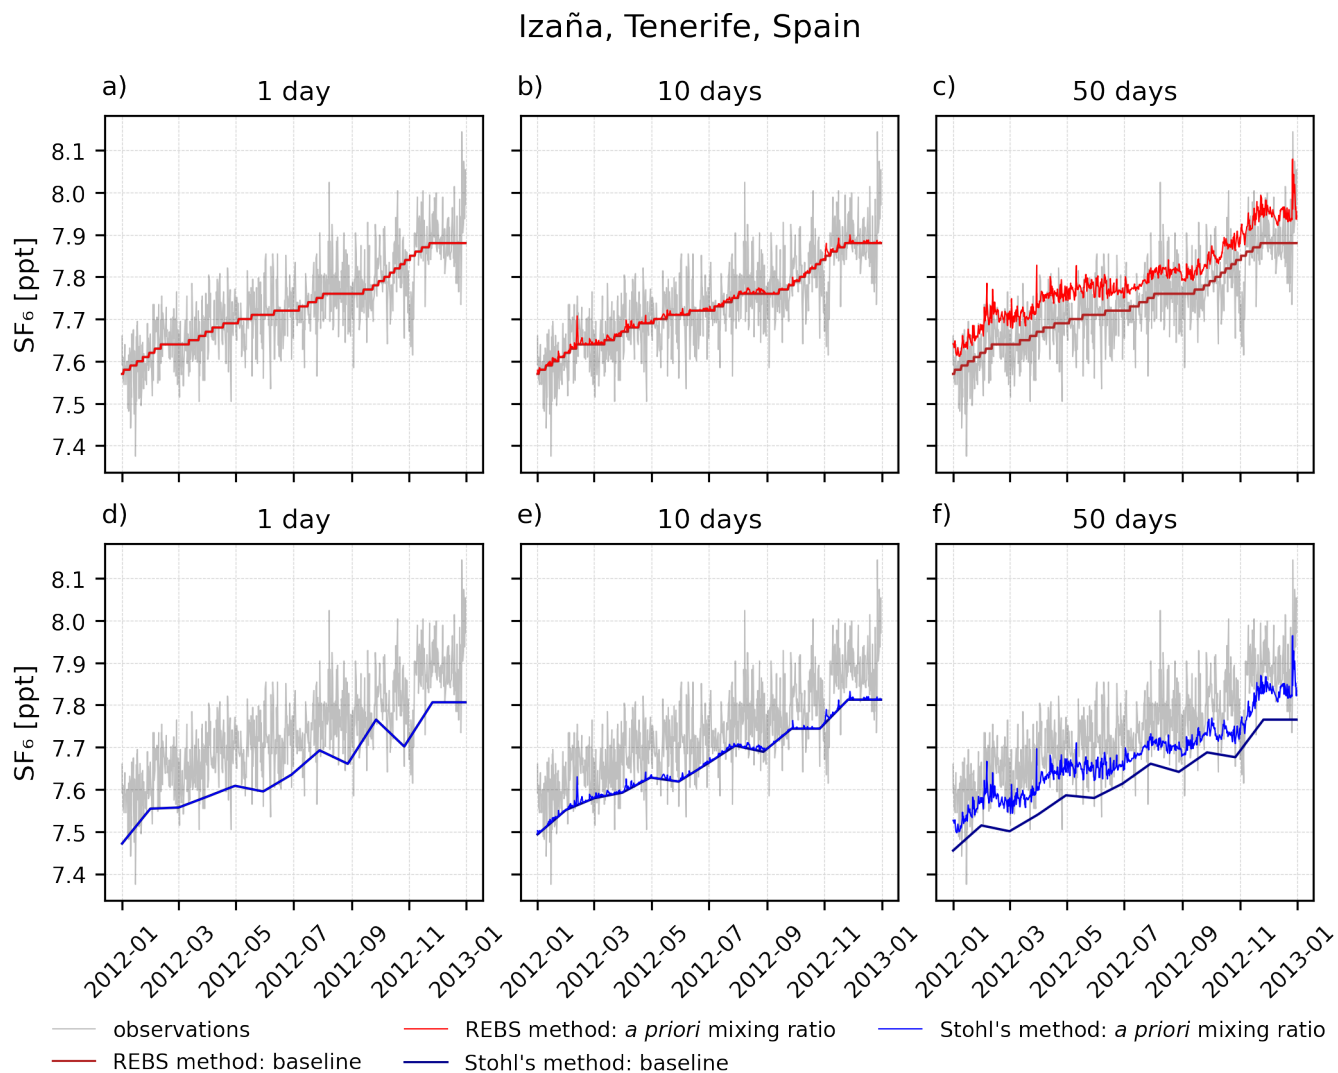 Izaña, Tenerife, Spain
a) 1 day
b) 10 days
c) 50 days
SF₆ [ppt]
8.1
8.0
7.9
7.8
7.7
7.6
7.5
7.4
d) 1 day
e) 10 days
f) 50 days
SF₆ [ppt]
8.1
8.0
7.9
7.8
7.7
7.6
7.5
7.4
2012-01 2012-03 2012-05 2012-07 2012-09 2012-11 2013-01
2012-01 2012-03 2012-05 2012-07 2012-09 2012-11 2013-01
2012-01 2012-03 2012-05 2012-07 2012-09 2012-11 2013-01
observations
REBS method: a priori mixing ratio
Stohl's method: a priori mixing ratio
REBS method: baseline
Stohl's method: baseline